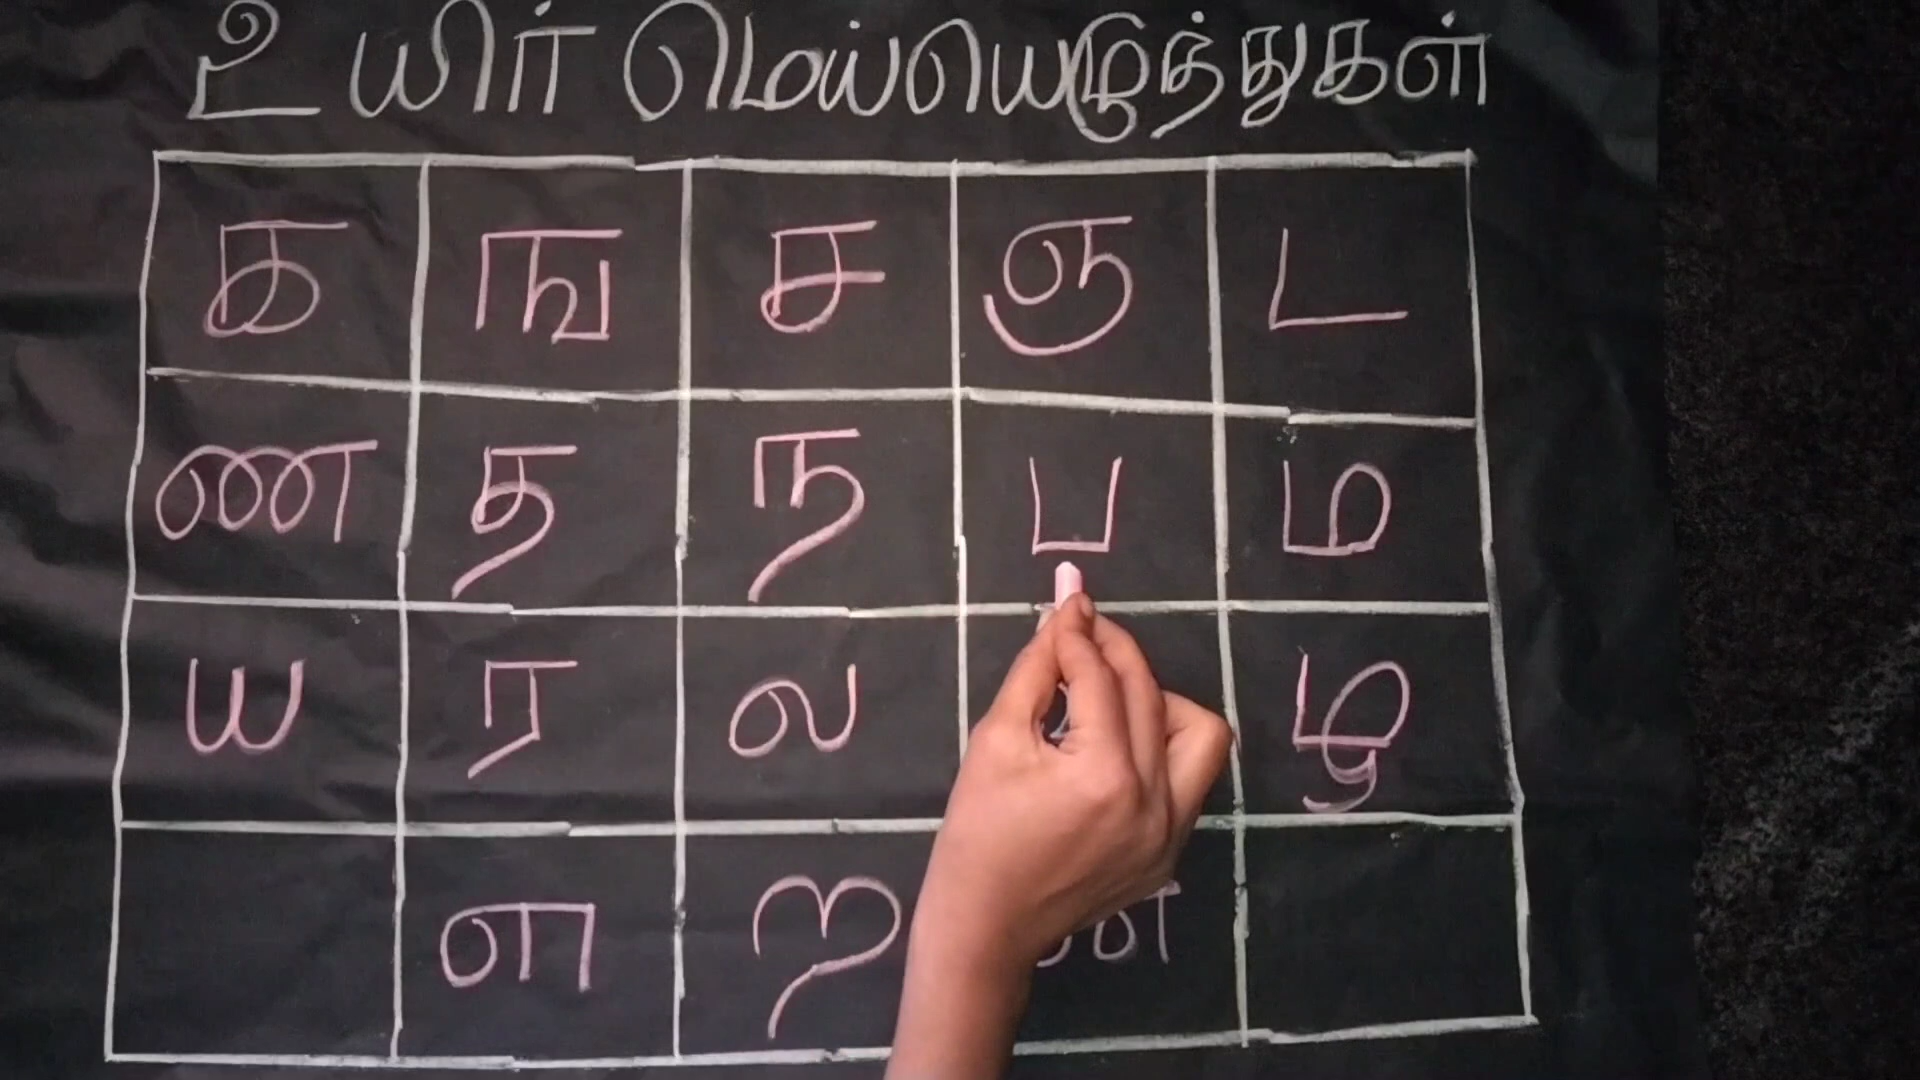 உயிர் மெய்யெழுத்துகள்
க ங ச ஞ ட
ண த ந ப ம
ய ர ல ழ
ள ற